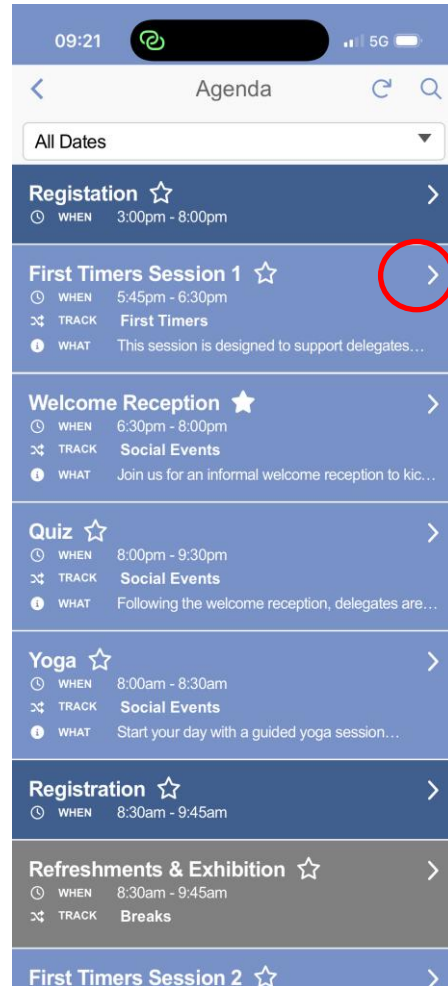 09:21 5G
Agenda
All Dates
Registation
WHEN 3:00pm - 8:00pm
First Timers Session 1
WHEN 5:45pm - 6:30pm
TRACK First Timers
WHAT This session is designed to support delegates...
Welcome Reception
WHEN 6:30pm - 8:00pm
TRACK Social Events
WHAT Join us for an informal welcome reception to kic...
Quiz
WHEN 8:00pm - 9:30pm
TRACK Social Events
WHAT Following the welcome reception, delegates are...
Yoga
WHEN 8:00am - 8:30am
TRACK Social Events
WHAT Start your day with a guided yoga session...
Registration
WHEN 8:30am - 9:45am
Refreshments & Exhibition
WHEN 8:30am - 9:45am
TRACK Breaks
First Timers Session 2